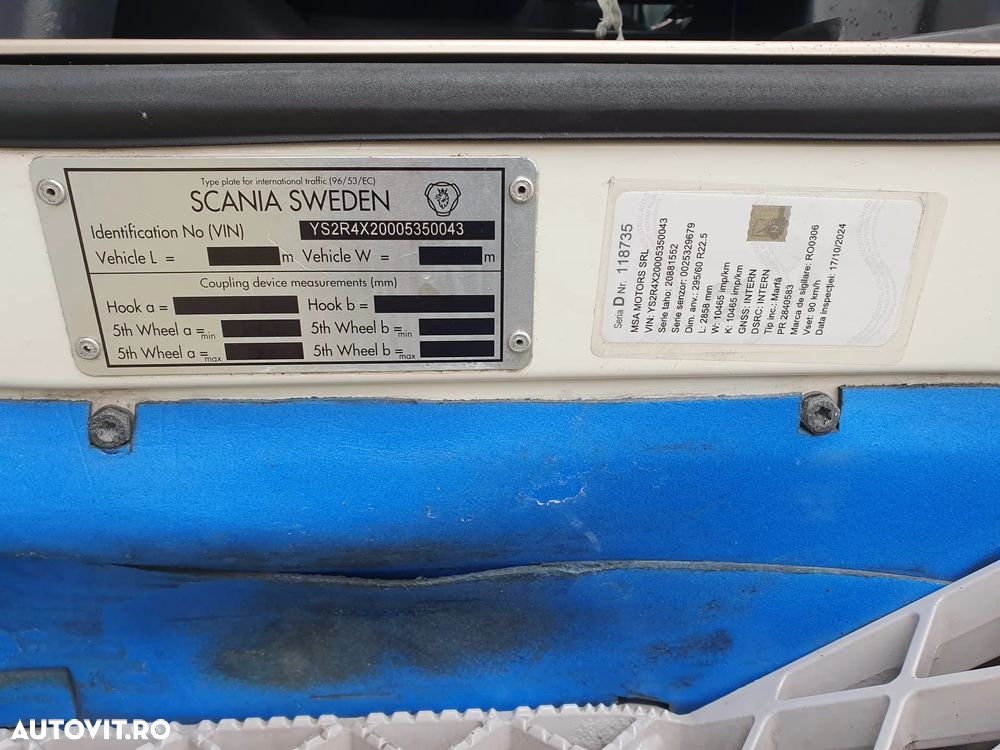 Type plate for international traffic (96/53/EC)
SCANIA SWEDEN
Identification No (VIN) YS2R4X20005350043
Vehicle L = m Vehicle W = m
Coupling device measurements (mm)
Hook a = Hook b =
5th Wheel a =min 5th Wheel b =min
5th Wheel a =max 5th Wheel b =max
Seria D Nr. 118735
MSA MOTORS SRL
VIN: YS2R4X20005350043
Serie taho: 20881552
Serie senzor: 0025329679
Dim. anv.: 295/60 R22.5
L: 2858 mm
W: 10465 imp/km
K: 10465 imp/km
GNSS: INTERN
DSRC: INTERN
Tip inc.: Marfă
PR 2840583
Marca de sigilare: RO0306
Vset: 90 km/h
Data inspecției: 17/10/2024
AUTOVIT.RO